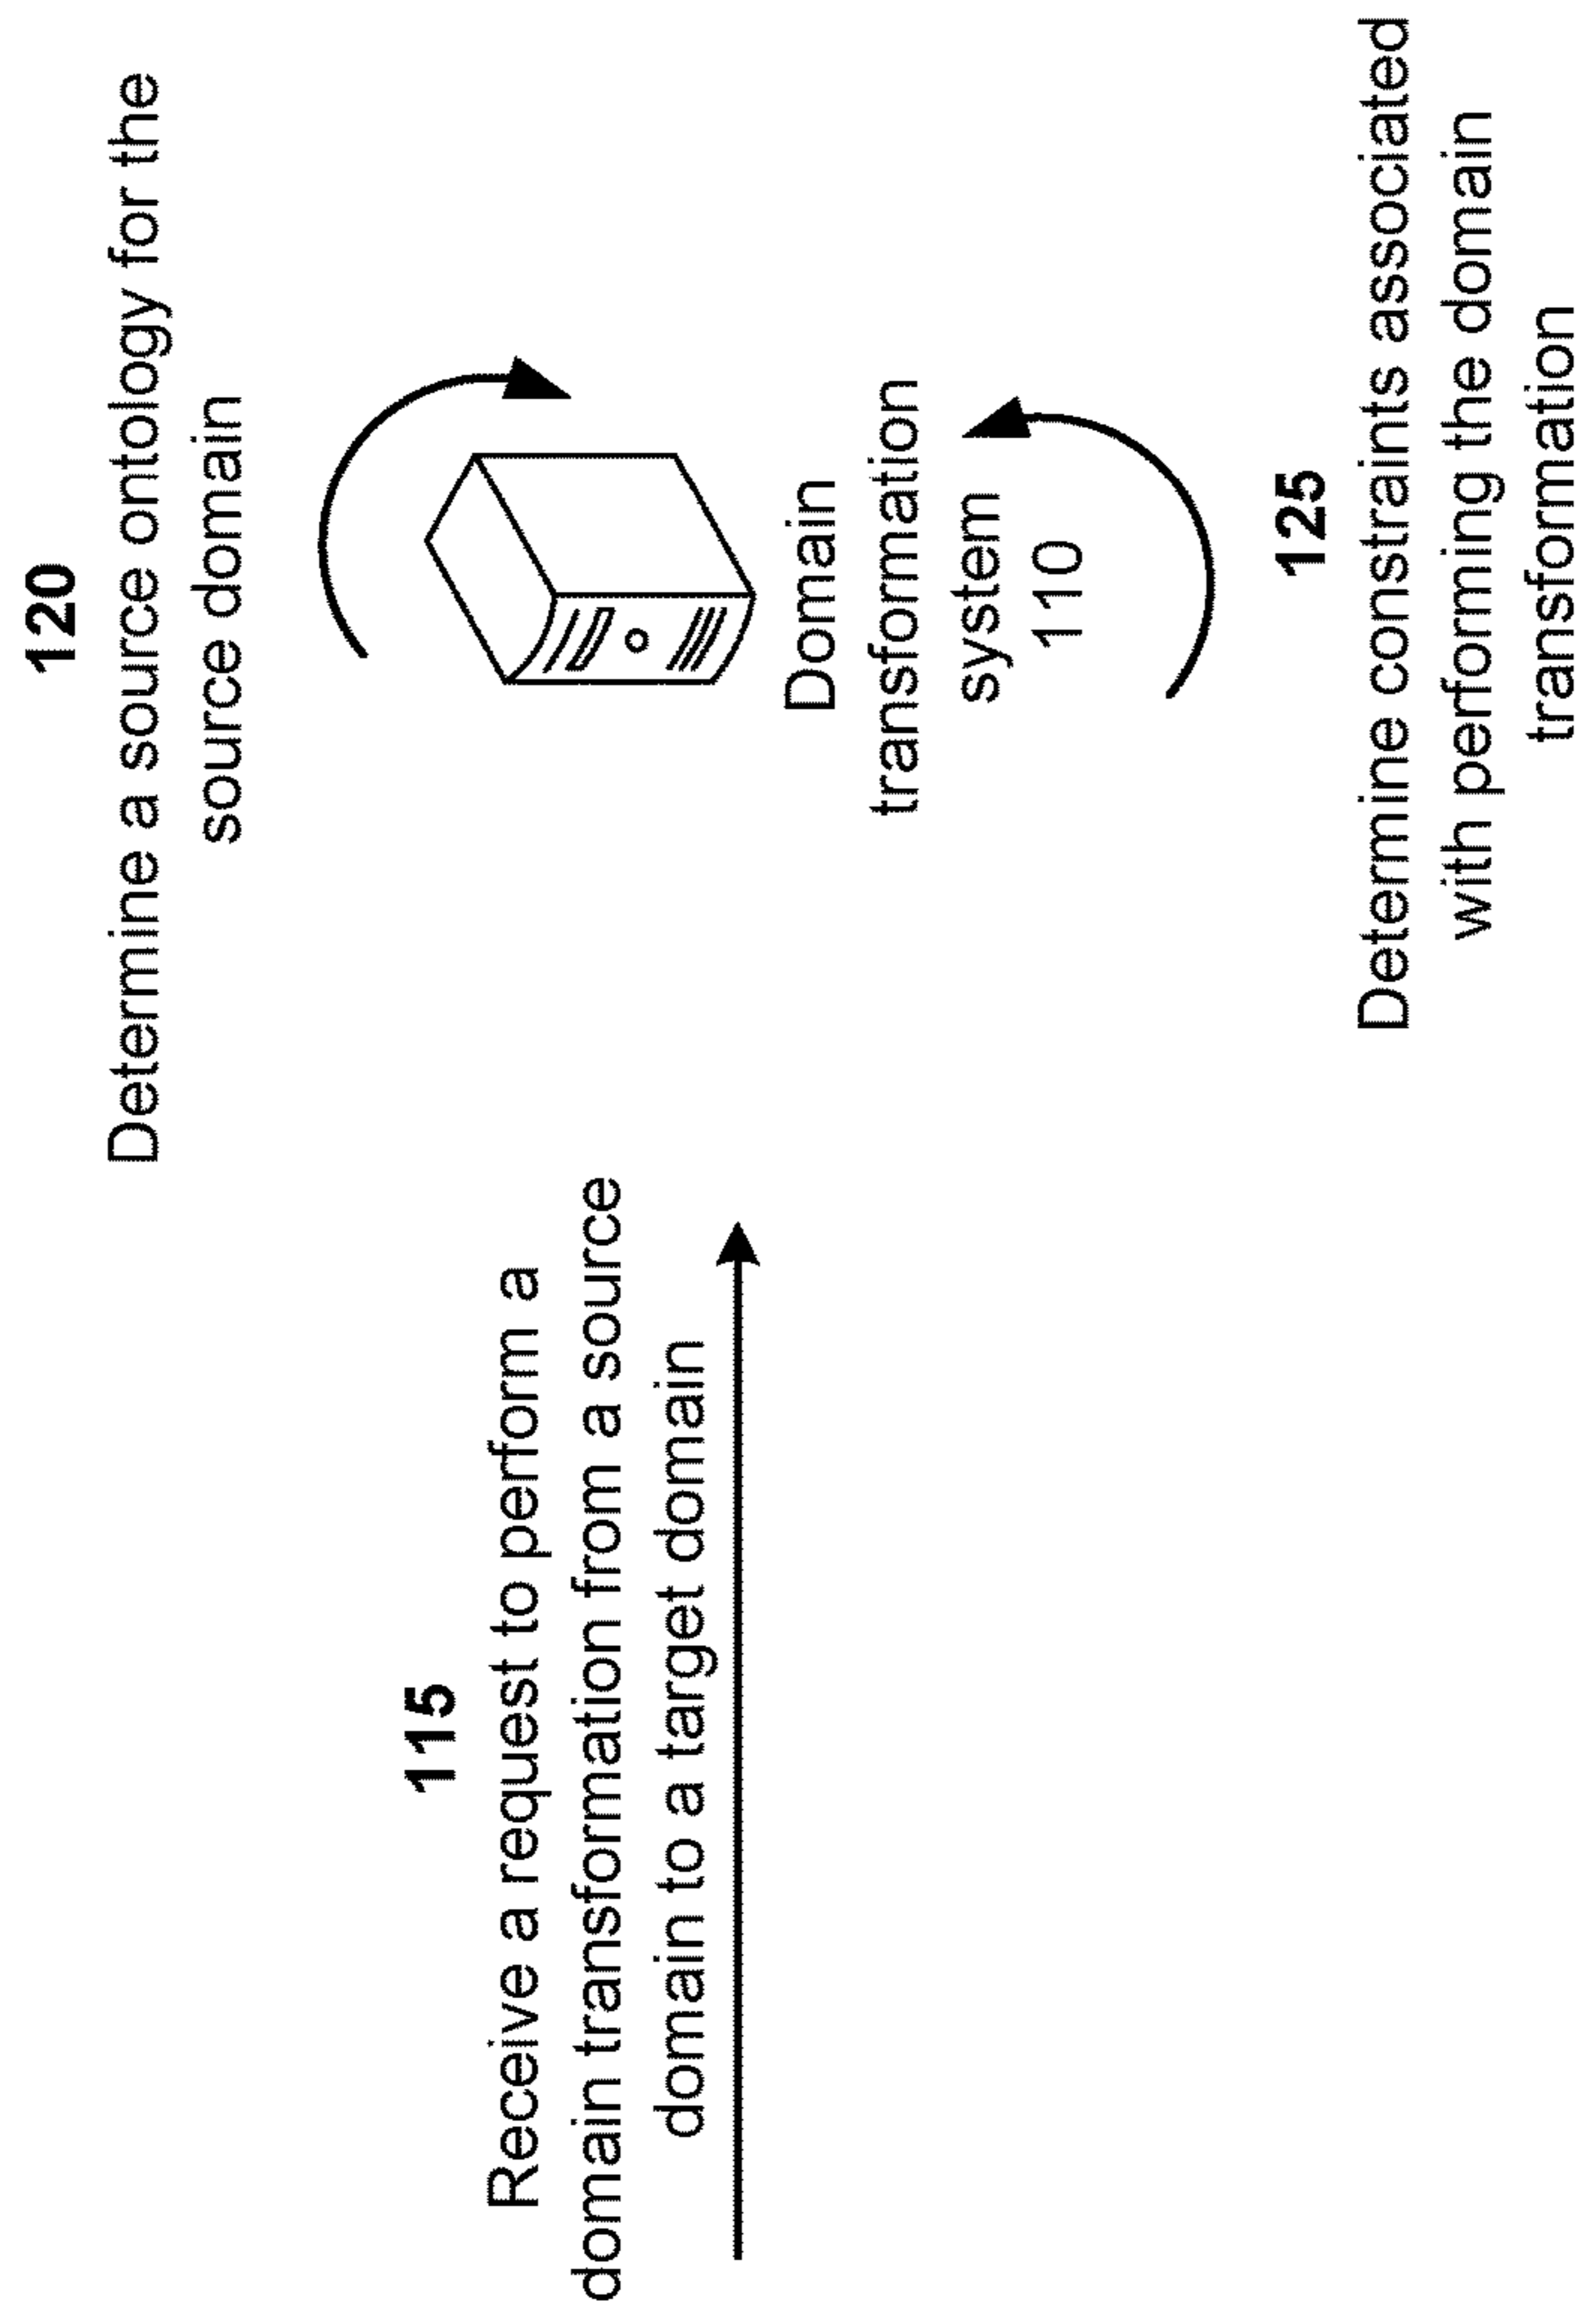 115
Receive a request to perform a
domain transformation from a source
domain to a target domain
120
Determine a source ontology for the
source domain
Domain
transformation
system
110
125
Determine constraints associated
with performing the domain
transformation